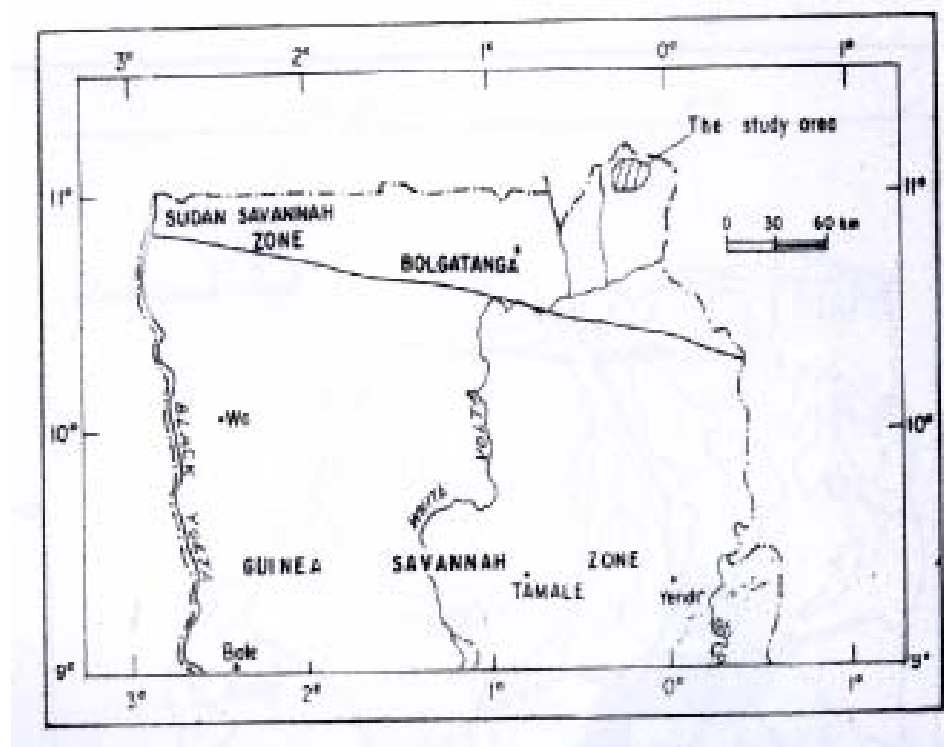 3° 2° 1° 0° 1°
The study area
11° 11°
SUDAN SAVANNAH
ZONE
0 30 60 km
BOLGATANGA
10° 10°
Wa
BLACK VOLTA
WHITE VOLTA
GUINEA SAVANNAH ZONE
TAMALE
Yendi
Bole
9° 9°
3° 2° 1° 0° 1°